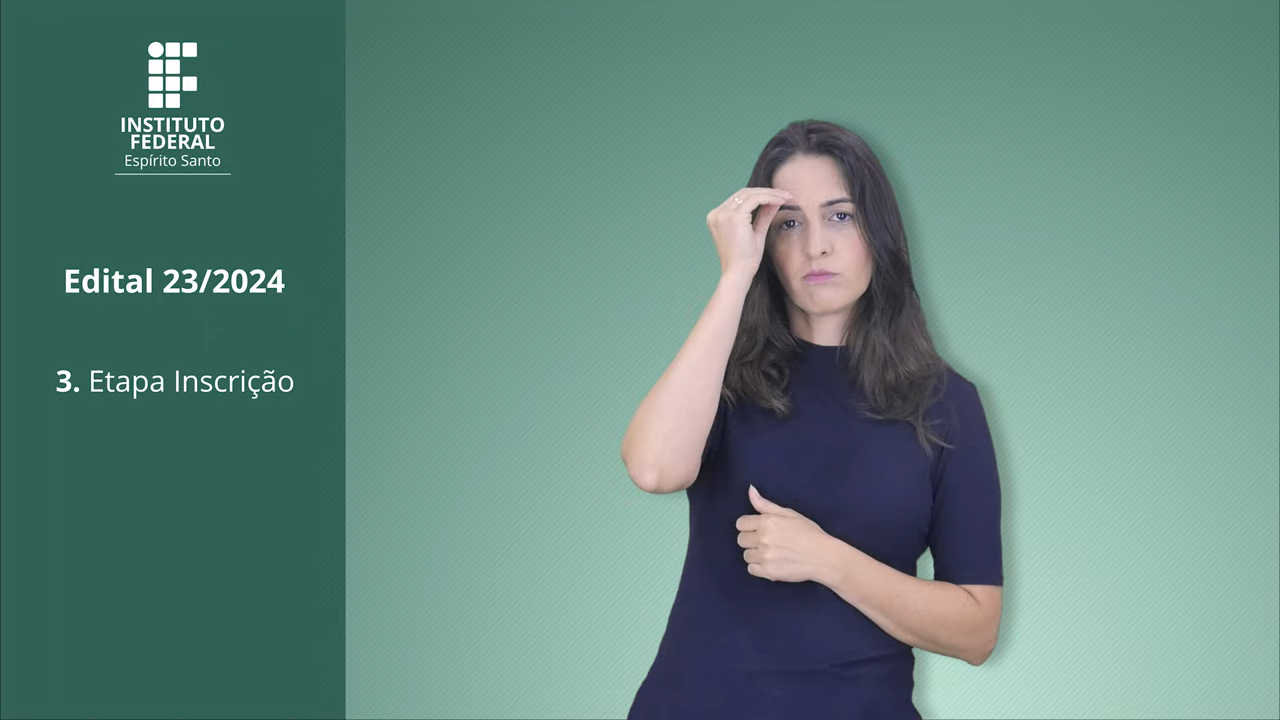 INSTITUTO
FEDERAL
Espírito Santo
Edital 23/2024
3. Etapa Inscrição